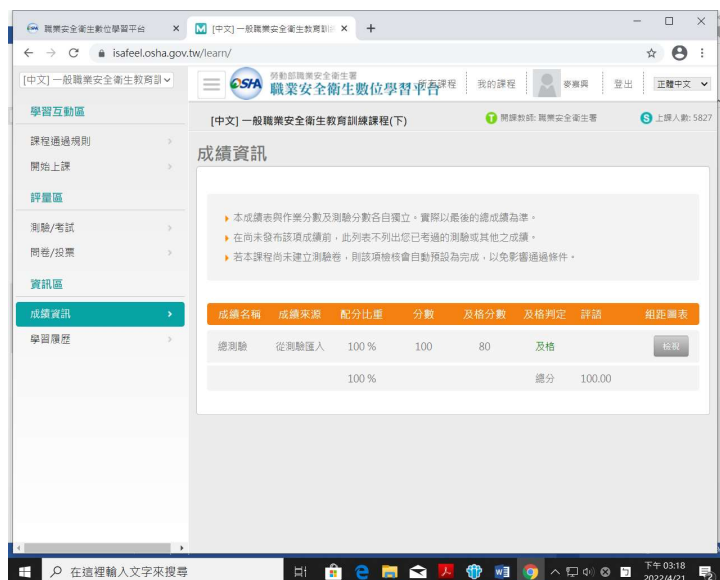 職業安全衛生數位學習平台
[中文] 一般職業安全衛生教育訓
isafeel.osha.gov.tw/learn/
[中文] 一般職業安全衛生教育訓
OSHA
勞動部職業安全衛生署
職業安全衛生數位學習平台
我的課程
登出
正體中文
學習互動區
課程通過規則
開始上課
評量區
測驗/考試
問卷/投票
資訊區
成績資訊
學習履歷
[中文] 一般職業安全衛生教育訓練課程(下)
T 開課教師: 職業安全衛生署
S 上課人數: 5827
成績資訊
本成績表與作業分數及測驗分數各自獨立。實際以最後的總成績為準。
在尚未發布該項成績前，此列表不列出您已考過的測驗或其他之成績。
若本課程尚未建立測驗卷，則該項檢核會自動預設為完成，以免影響通過條件。
成績名稱 成績來源 配分比重 分數 及格分數 及格判定 評語 組距圖表
總測驗 從測驗匯入 100 % 100 80 及格 檢視
100 % 總分 100.00
在這裡輸入文字來搜尋
下午 03:18
2022/4/21